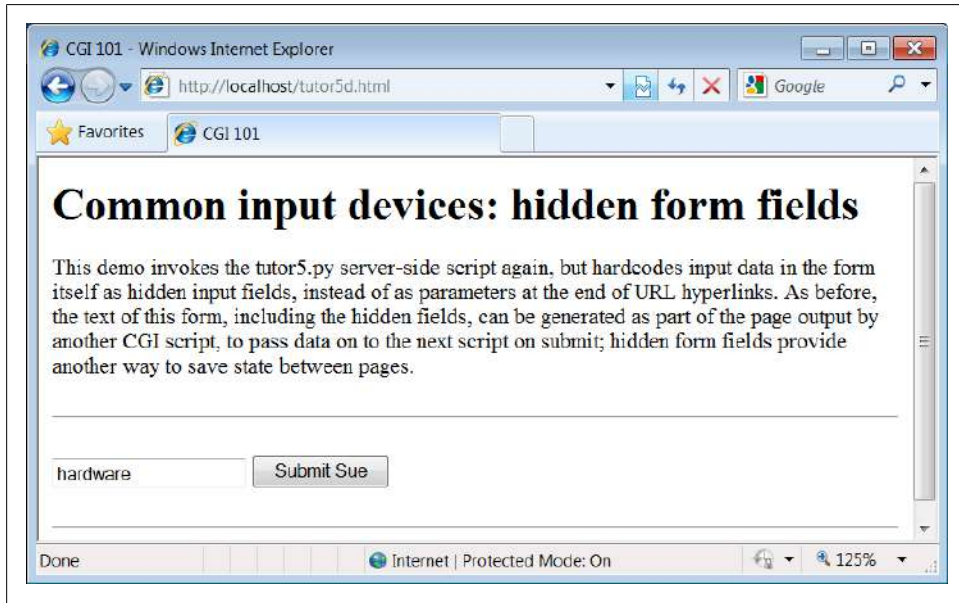 CGI 101 - Windows Internet Explorer
http://localhost/tutor5d.html
Google
Favorites
CGI 101
Common input devices: hidden form fields
This demo invokes the tutor5.py server-side script again, but hardcodes input data in the form
itself as hidden input fields, instead of as parameters at the end of URL hyperlinks. As before,
the text of this form, including the hidden fields, can be generated as part of the page output by
another CGI script, to pass data on to the next script on submit; hidden form fields provide
another way to save state between pages.
hardware
Submit Sue
Done
Internet | Protected Mode: On
125%